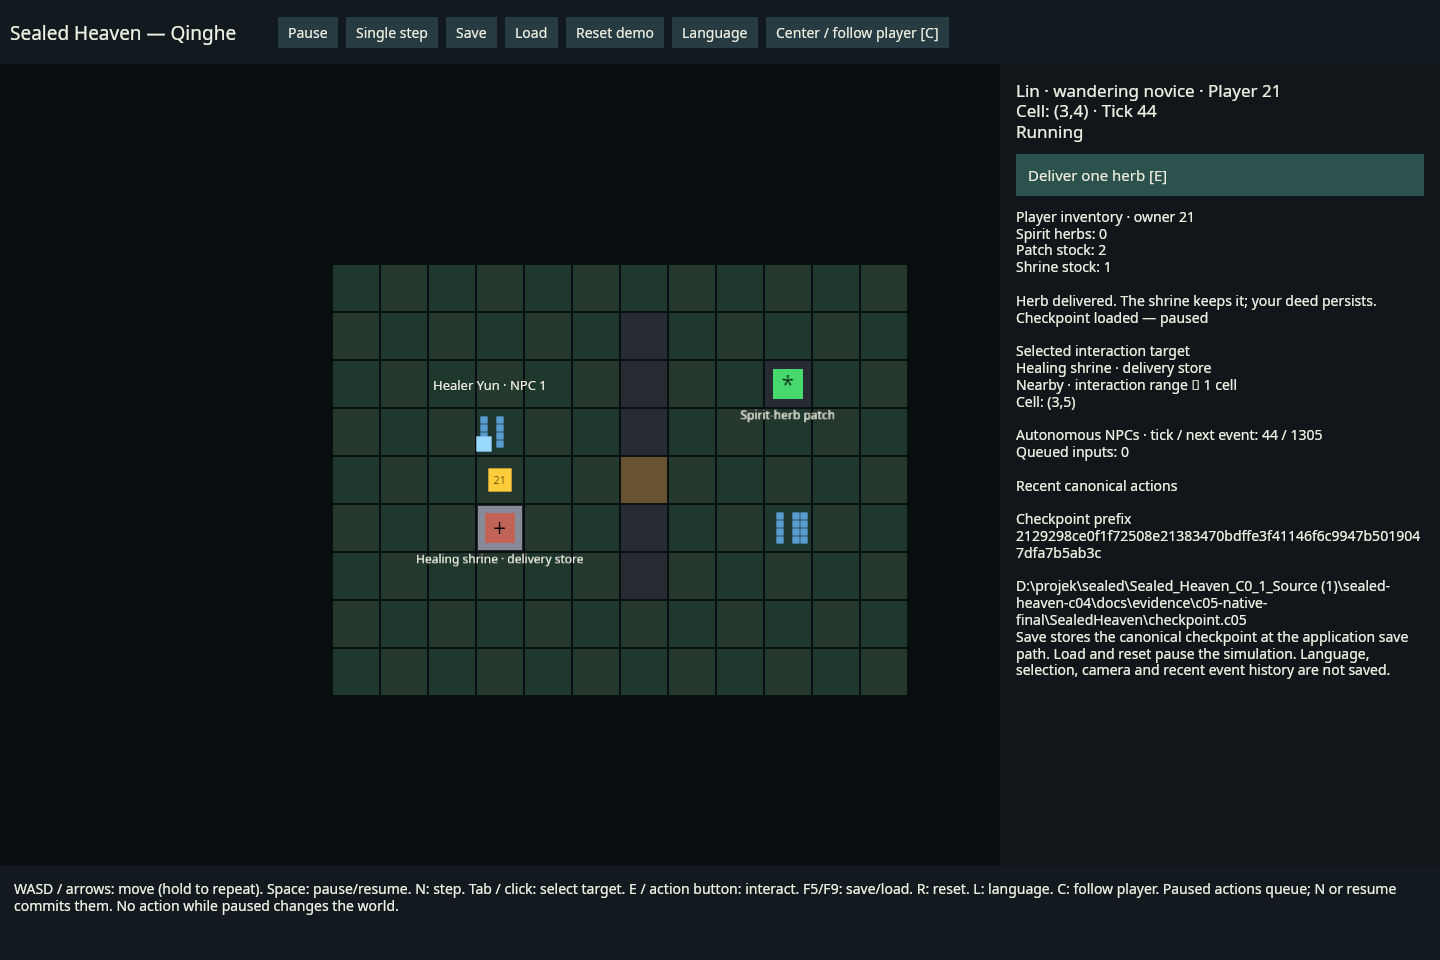 Sealed Heaven — Qinghe
Pause
Single step
Save
Load
Reset demo
Language
Center / follow player [C]
Lin · wandering novice · Player 21
Cell: (3,4) · Tick 44
Running
Deliver one herb [E]
Player inventory · owner 21
Spirit herbs: 0
Patch stock: 2
Shrine stock: 1
Herb delivered. The shrine keeps it; your deed persists.
Checkpoint loaded — paused
Selected interaction target
Healing shrine · delivery store
Nearby · interaction range 1 cell
Cell: (3,5)
Autonomous NPCs · tick / next event: 44 / 1305
Queued inputs: 0
Recent canonical actions
Checkpoint prefix
2129298ce0f1f72508e21383470bdffe3f41146f6c9947b501904
7dfa7b5ab3c
D:\projek\sealed\Sealed_Heaven_C0_1_Source (1)\sealed-
heaven-c04\docs\evidence\c05-native-
final\SealedHeaven\checkpoint.c05
Save stores the canonical checkpoint at the application save
path. Load and reset pause the simulation. Language,
selection, camera and recent event history are not saved.
Healer Yun · NPC 1
*
Spirit-herb patch
21
+
Healing shrine · delivery store
WASD / arrows: move (hold to repeat). Space: pause/resume. N: step. Tab / click: select target. E / action button: interact. F5/F9: save/load. R: reset. L: language. C: follow player. Paused actions queue; N or resume
commits them. No action while paused changes the world.